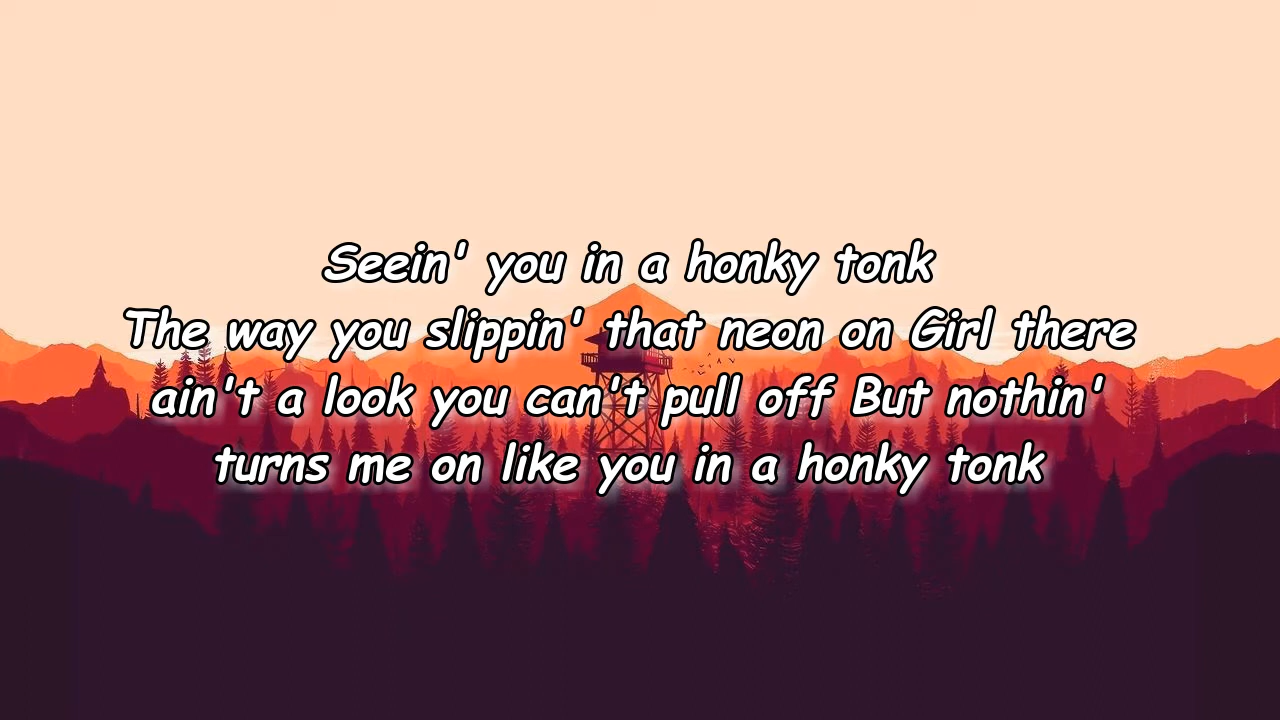 Seein' you in a honky tonk
The way you slippin' that neon on Girl there
ain't a look you can't pull off But nothin'
turns me on like you in a honky tonk